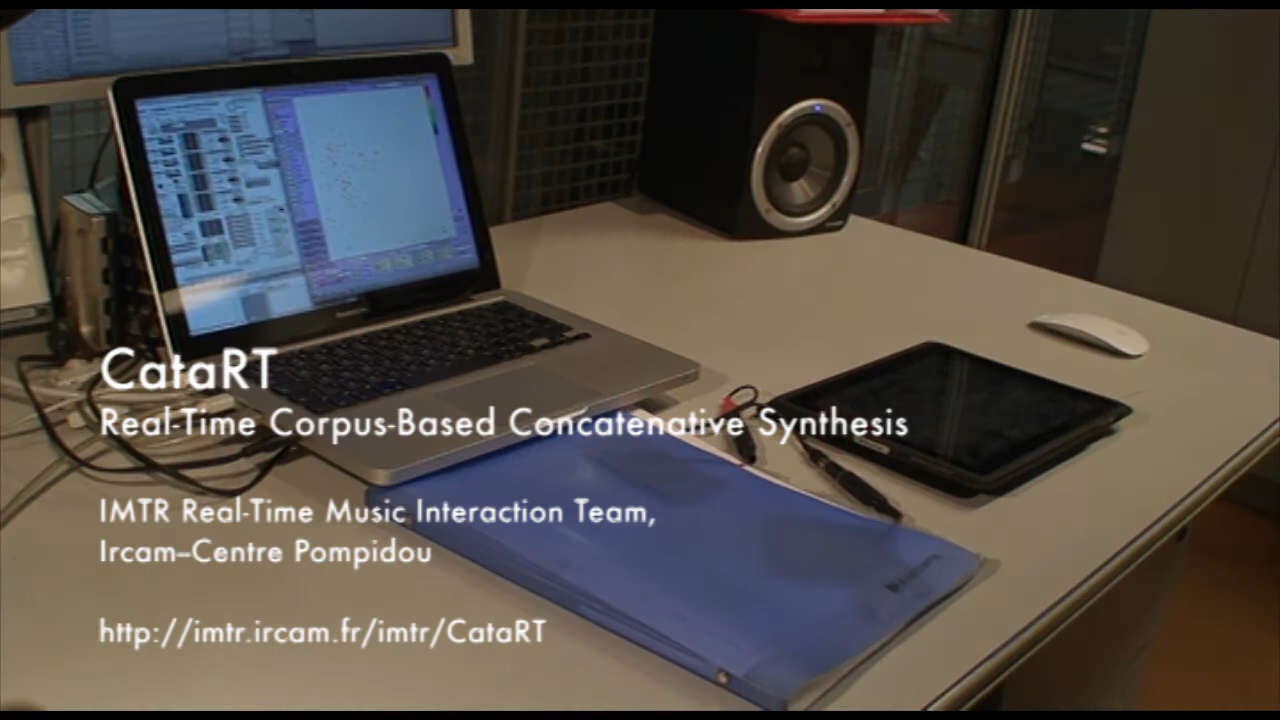 CataRT
Real-Time Corpus-Based Concatenative Synthesis
IMTR Real-Time Music Interaction Team,
Ircam–Centre Pompidou
http://imtr.ircam.fr/imtr/CataRT